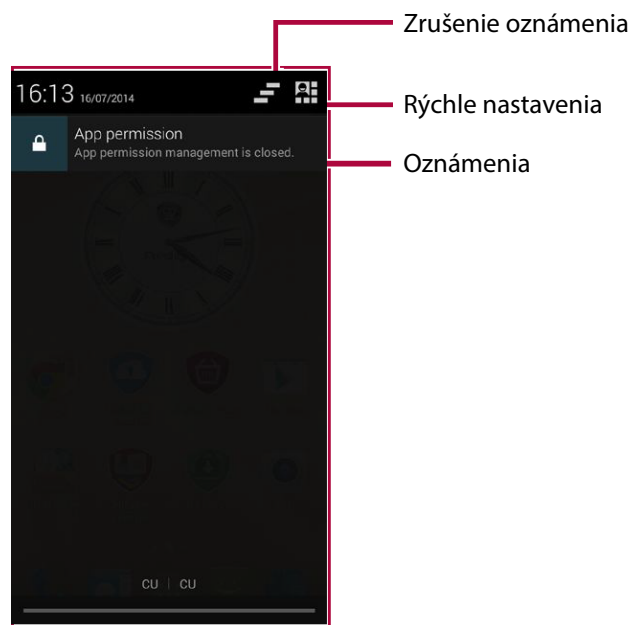 Zrušenie oznámenia
16:13 16/07/2014
Rýchle nastavenia
App permission
App permission management is closed.
Oznámenia
CU | CU